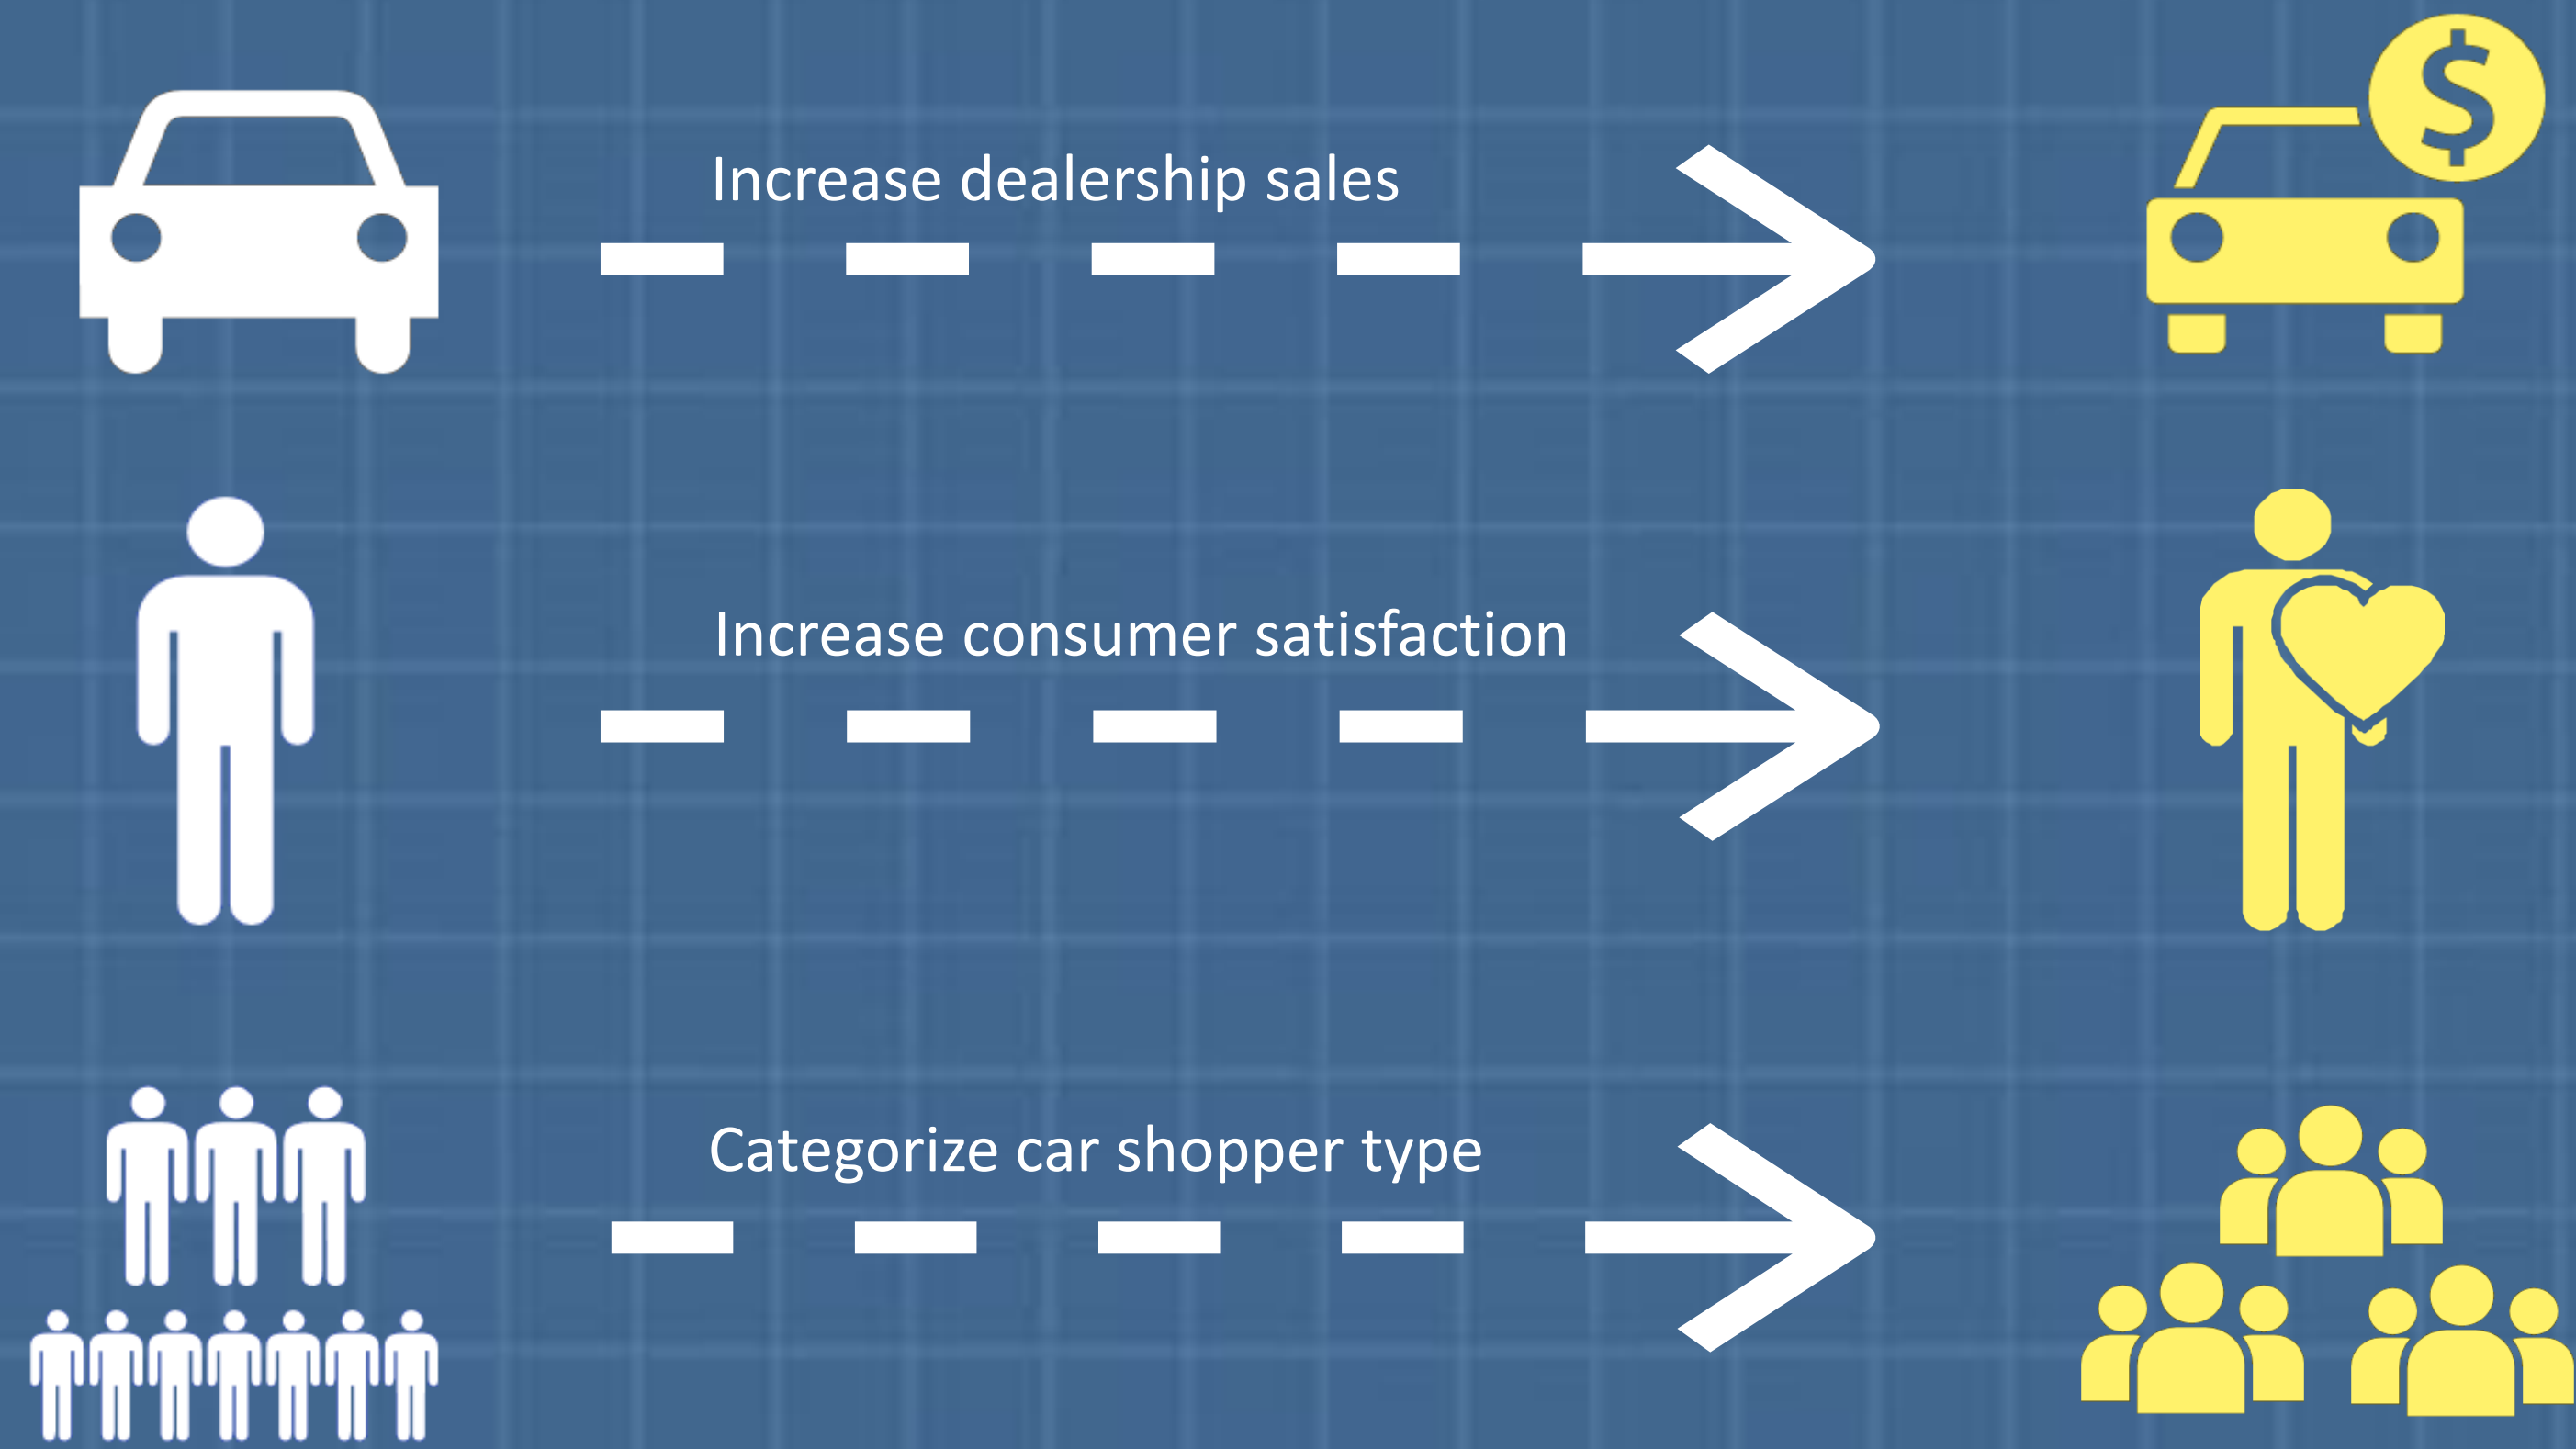 $
Increase dealership sales
Increase consumer satisfaction
Categorize car shopper type